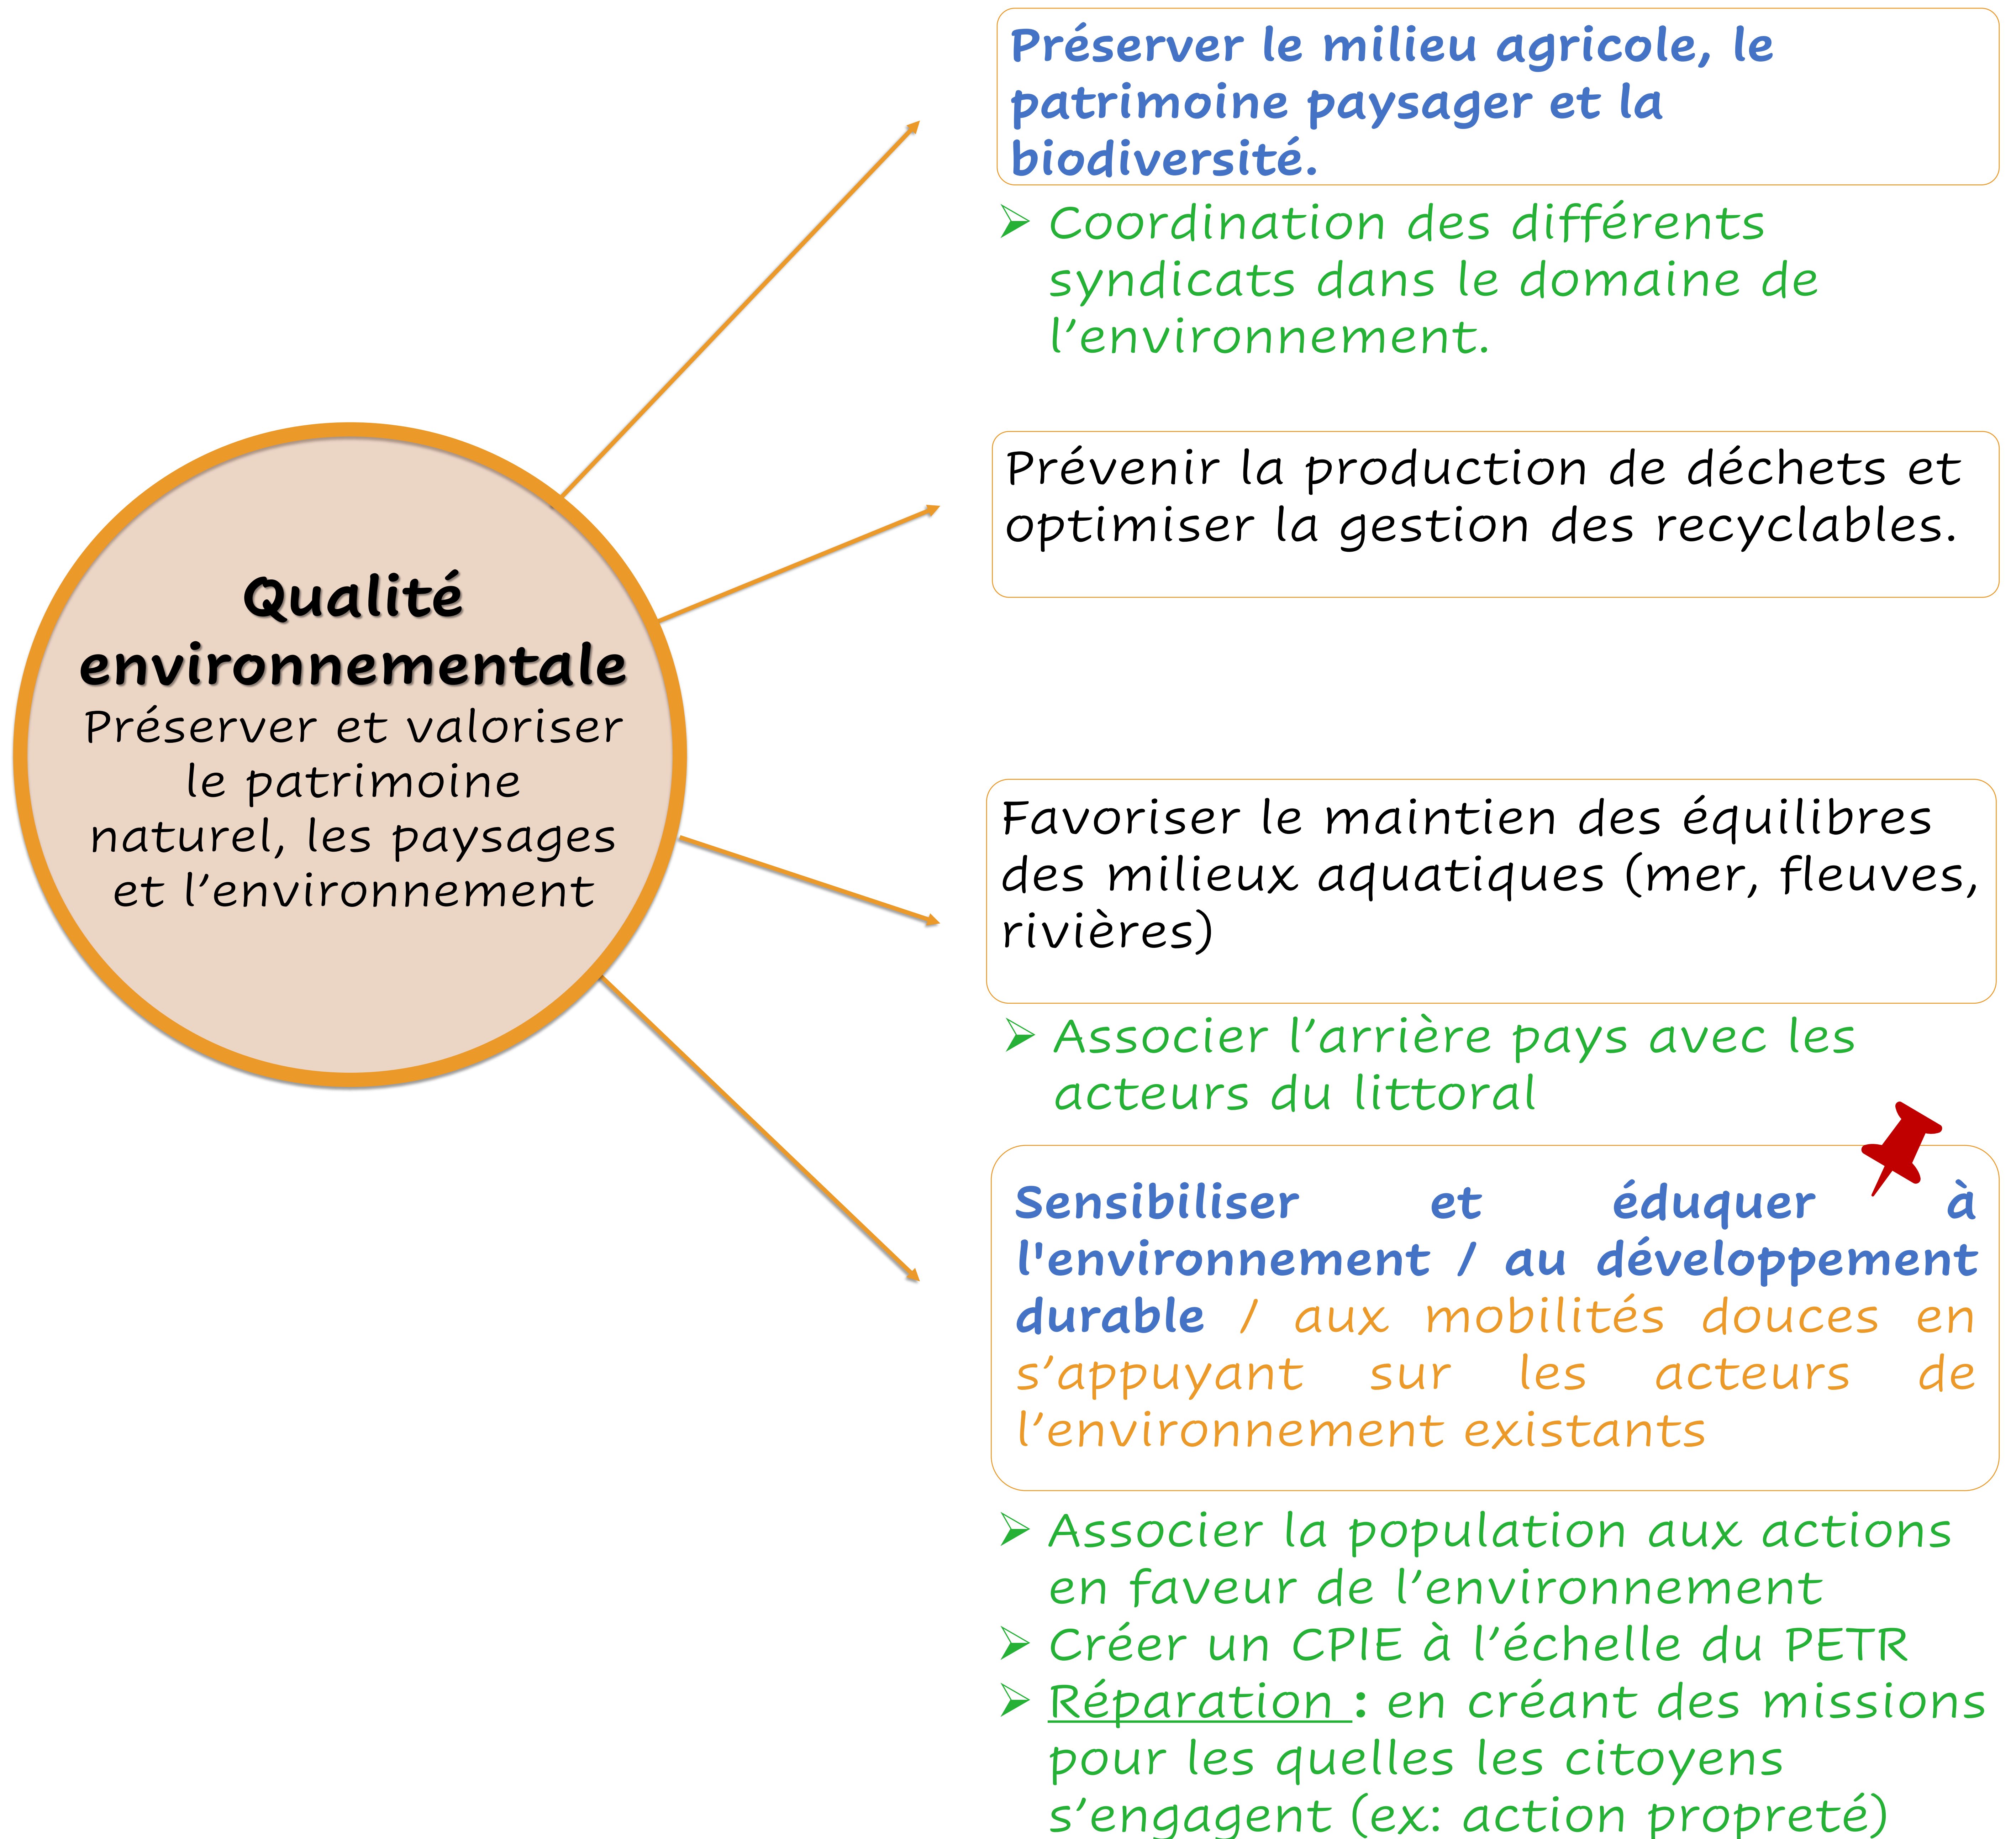 Qualité
environnementale
Préserver et valoriser
le patrimoine
naturel, les paysages
et l’environnement
Préserver le milieu agricole, le
patrimoine paysager et la
biodiversité.
Coordination des différents
syndicats dans le domaine de
l’environnement.
Prévenir la production de déchets et
optimiser la gestion des recyclables.
Favoriser le maintien des équilibres
des milieux aquatiques (mer, fleuves,
rivières)
Associer l’arrière pays avec les
acteurs du littoral
Sensibiliser et éduquer à
l'environnement / au développement
durable / aux mobilités douces en
s’appuyant sur les acteurs de
l’environnement existants
Associer la population aux actions
en faveur de l’environnement
Créer un CPIE à l’échelle du PETR
Réparation : en créant des missions
pour les quelles les citoyens
s’engagent (ex: action propreté)